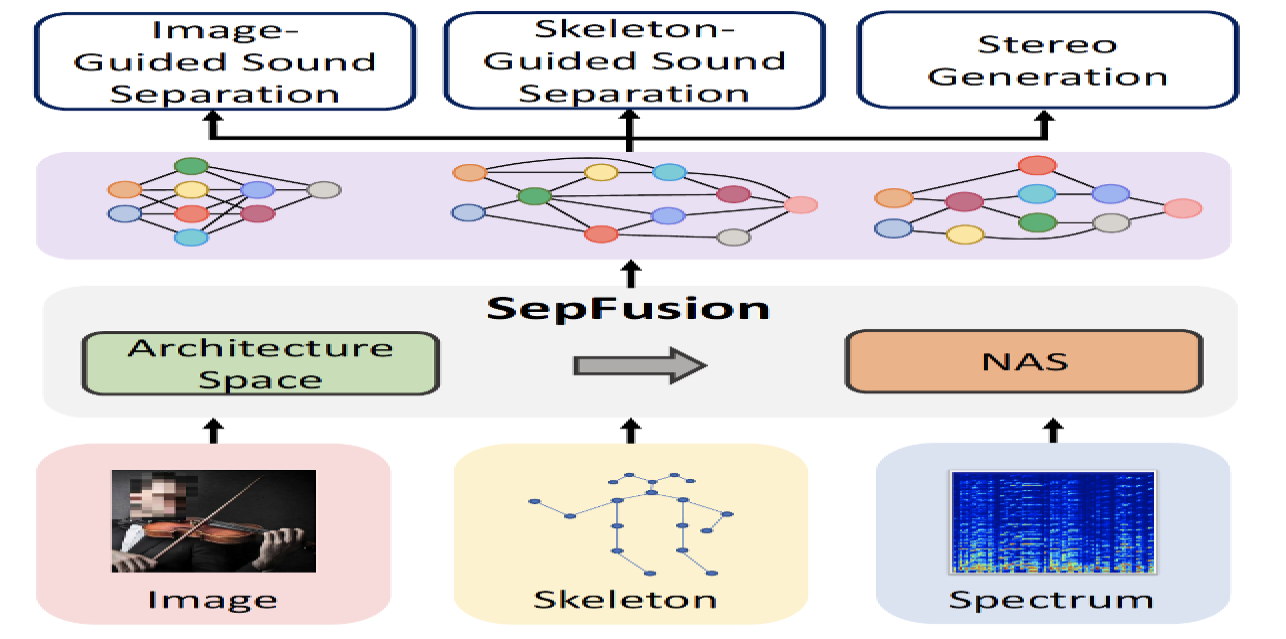 Image-
Guided Sound
Separation
Skeleton-
Guided Sound
Separation
Stereo
Generation
SepFusion
Architecture
Space
NAS
Image
Skeleton
Spectrum